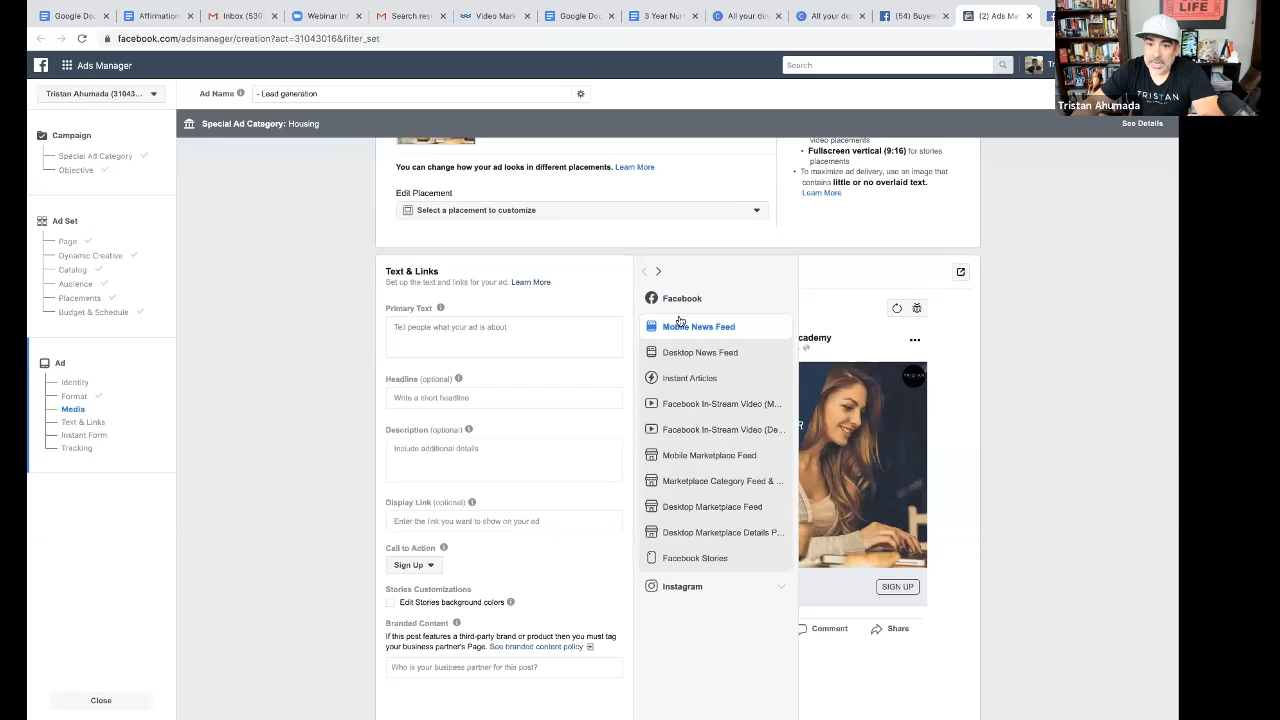 Google Do
Affirmation
Inbox (530
Webinar Inf
Search resu
Video Ma
Google Do
3 Year Nur
All your de
All your de
(54) Buye
(2) Ads Ma
facebook.com/adsmanager/creation?act=31043016&filter_set
LIFE
Ads Manager
Search
Tristan Ahumada (31043...
Ad Name
- Lead generation
TRISTAN
Tristan Ahumada
Special Ad Category: Housing
See Details
Campaign
Special Ad Category
Objective
Ad Set
Page
Dynamic Creative
Catalog
Audience
Placements
Budget & Schedule
Ad
Identity
Format
Media
Text & Links
Instant Form
Tracking
Close
You can change how your ad looks in different placements. Learn More
Edit Placement
Select a placement to customize
video placements
• Fullscreen vertical (9:16) for stories
placements
• To maximize ad delivery, use an image that
contains little or no overlaid text.
Learn More
Text & Links
Set up the text and links for your ad. Learn More
Primary Text
Tell people what your ad is about
Headline (optional)
Write a short headline
Description (optional)
Include additional details
Display Link (optional)
Enter the link you want to show on your ad
Call to Action
Sign Up
Stories Customizations
Edit Stories background colors
Branded Content
If this post features a third-party brand or product then you must tag
your business partner's Page. See branded content policy
Who is your business partner for this post?
Facebook
Mobile News Feed
Desktop News Feed
Instant Articles
Facebook In-Stream Video (M...
Facebook In-Stream Video (De...
Mobile Marketplace Feed
Marketplace Category Feed & ...
Desktop Marketplace Feed
Desktop Marketplace Details P...
Facebook Stories
Instagram
cademy
TRISTAN
R
SIGN UP
Comment
Share